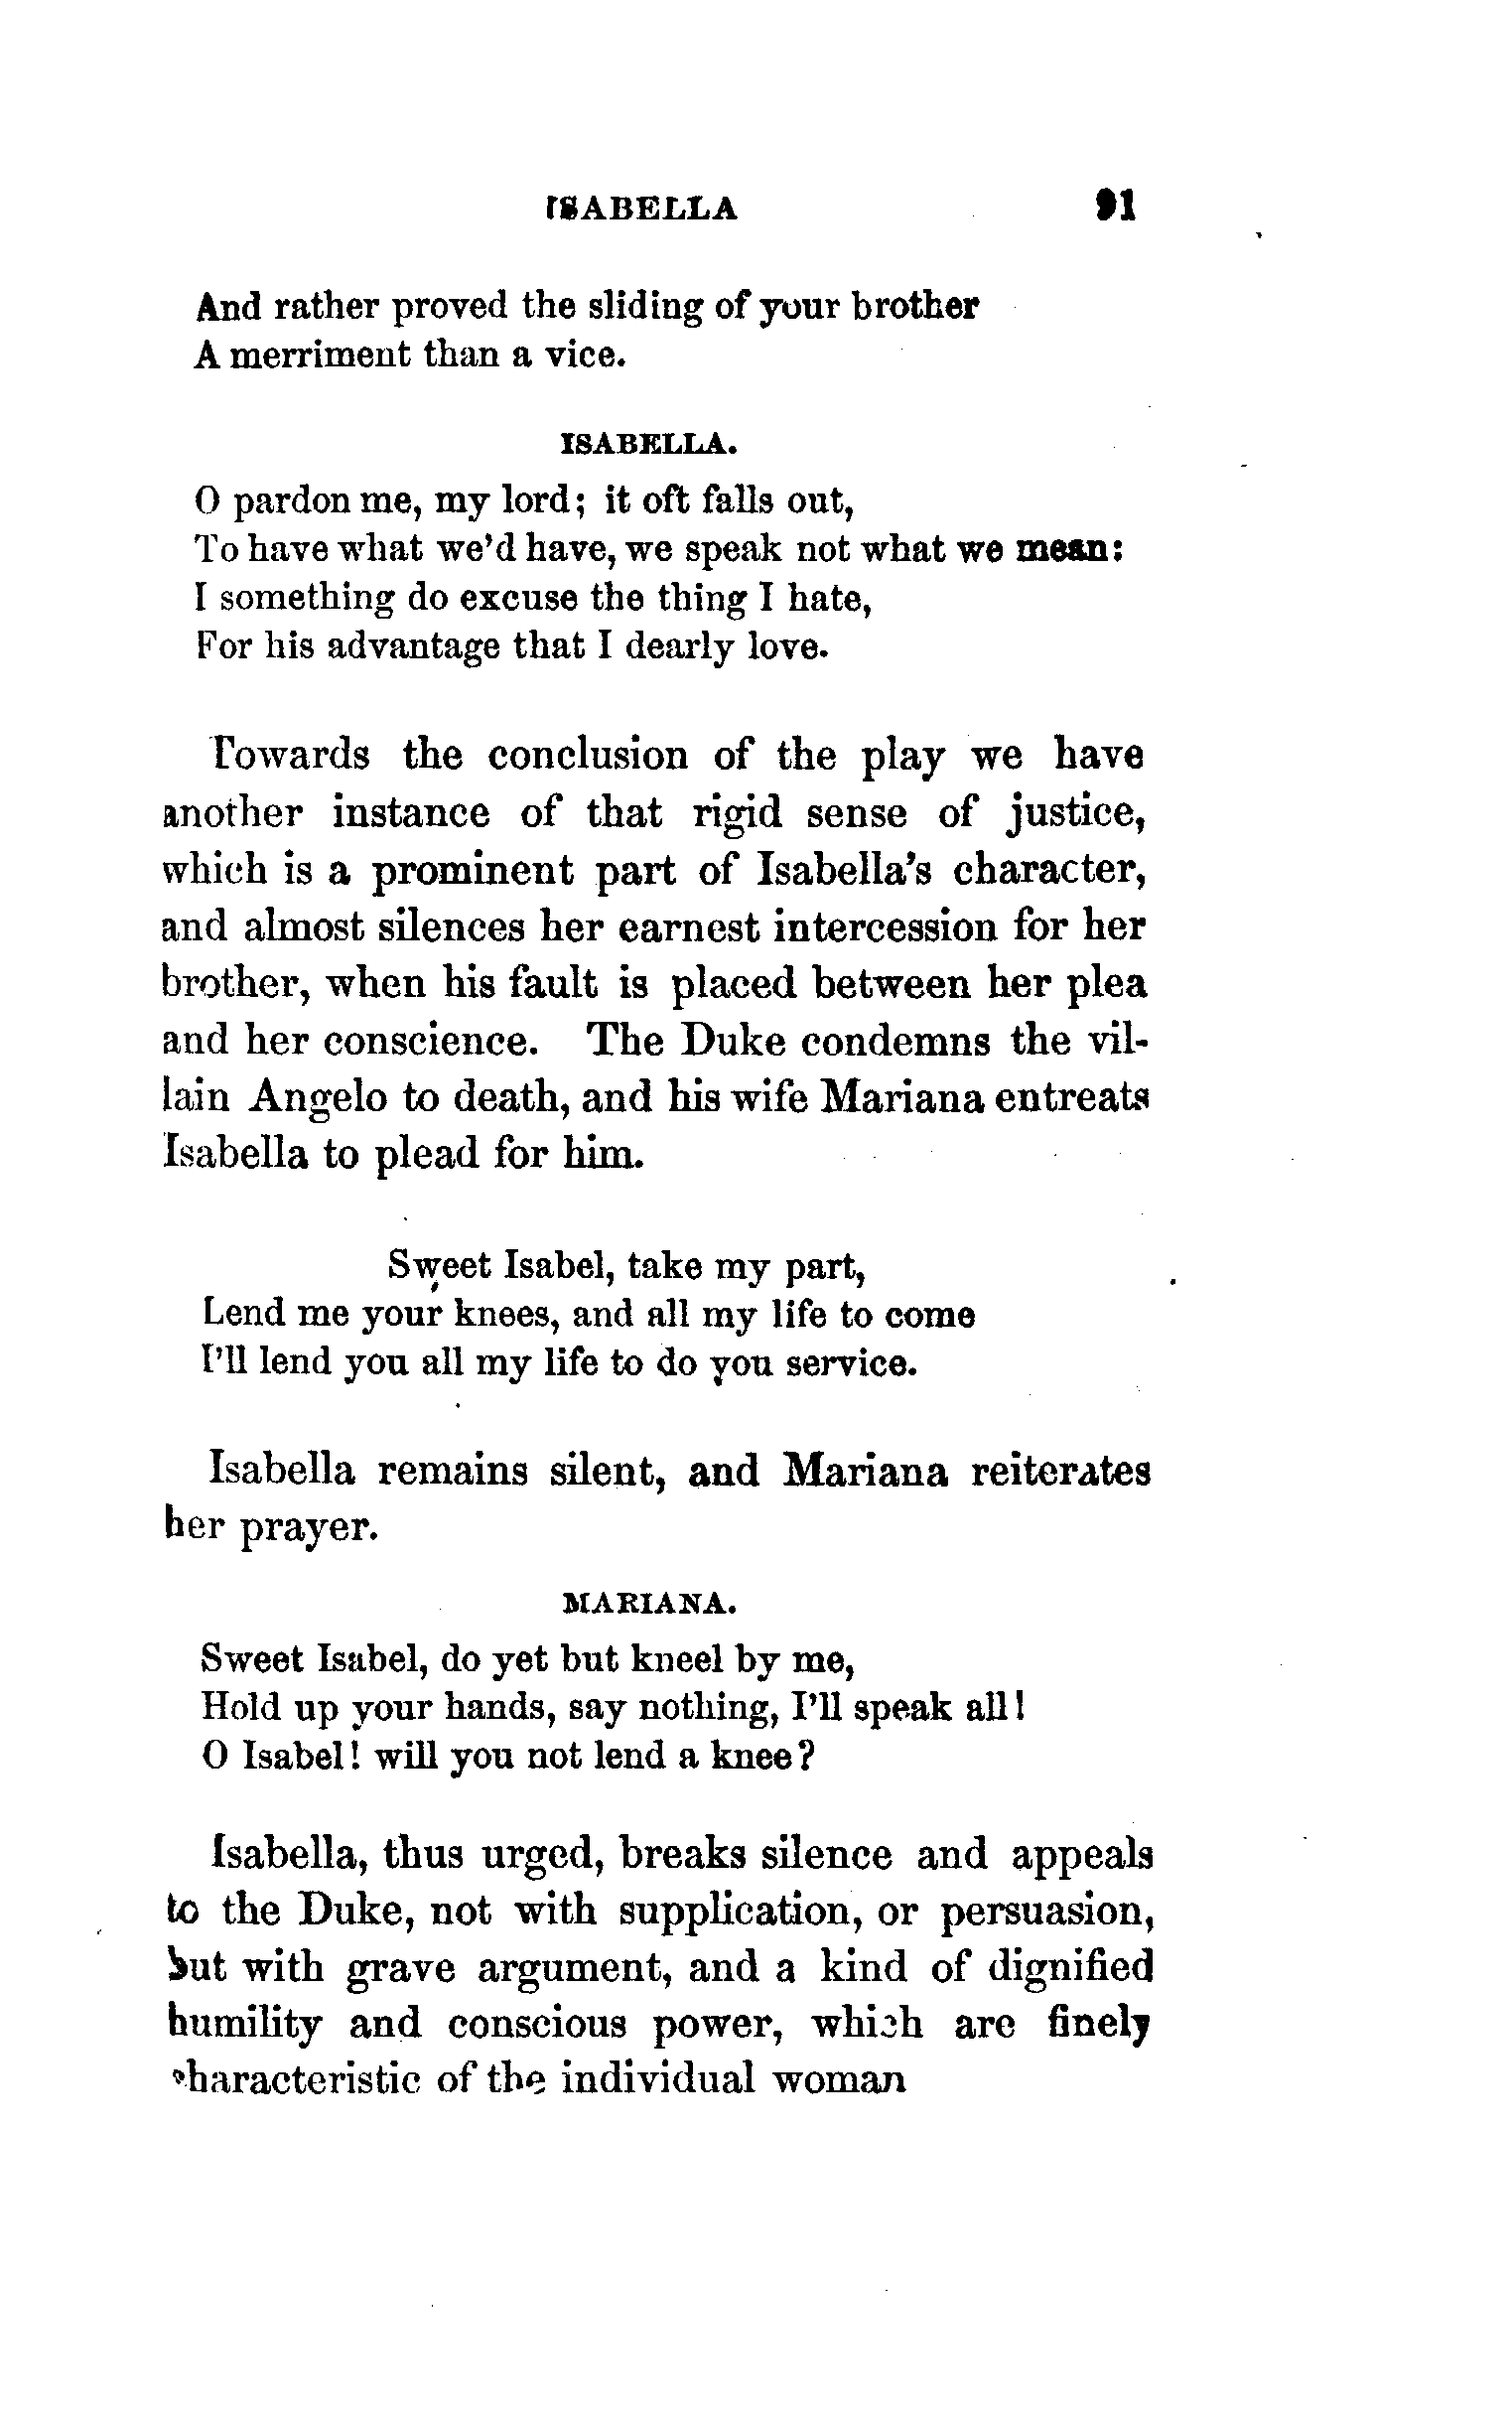 ISABELLA 91
And rather proved the sliding of your brother
A merriment than a vice.
ISABELLA.
O pardon me, my lord; it oft falls out,
To have what we'd have, we speak not what we mean:
I something do excuse the thing I hate,
For his advantage that I dearly love.
Towards the conclusion of the play we have
another instance of that rigid sense of justice,
which is a prominent part of Isabella's character,
and almost silences her earnest intercession for her
brother, when his fault is placed between her plea
and her conscience. The Duke condemns the vil-
lain Angelo to death, and his wife Mariana entreats
Isabella to plead for him.
Sweet Isabel, take my part,
Lend me your knees, and all my life to come
I'll lend you all my life to do you service.
Isabella remains silent, and Mariana reiterates
her prayer.
MARIANA.
Sweet Isabel, do yet but kneel by me,
Hold up your hands, say nothing, I'll speak all!
O Isabel! will you not lend a knee?
Isabella, thus urged, breaks silence and appeals
to the Duke, not with supplication, or persuasion,
but with grave argument, and a kind of dignified
humility and conscious power, which are finely
characteristic of the individual woman